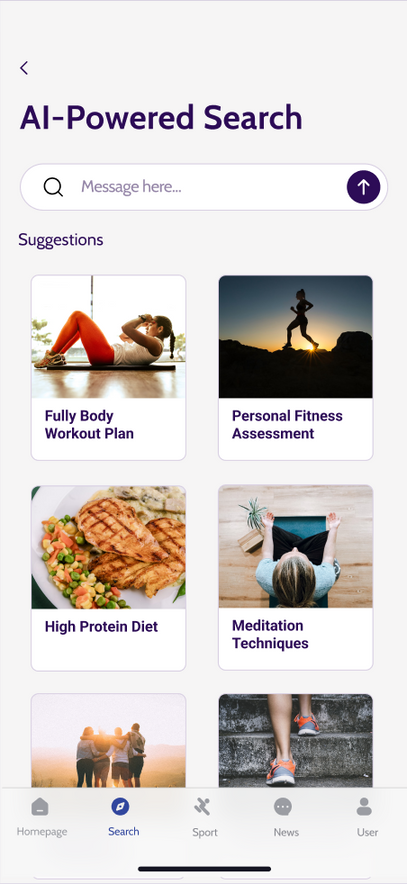 AI-Powered Search
Message here...
Suggestions
Fully Body
Workout Plan
Personal Fitness
Assessment
High Protein Diet
Meditation
Techniques
Homepage
Search
Sport
News
User